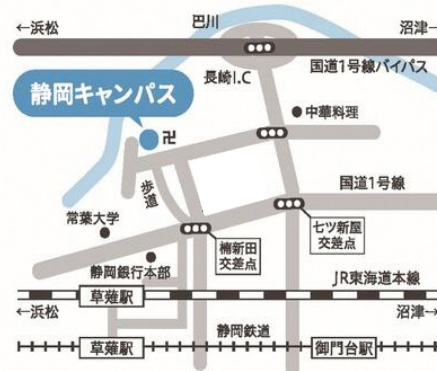 ←浜松
巴川
沼津→
国道1号線バイパス
長崎I.C
静岡キャンパス
卍
中華料理
歩道
国道1号線
常葉大学
楠新田
交差点
七ツ新屋
交差点
静岡銀行本部
JR東海道本線
草薙駅
←浜松
沼津→
静岡鉄道
草薙駅
御門台駅